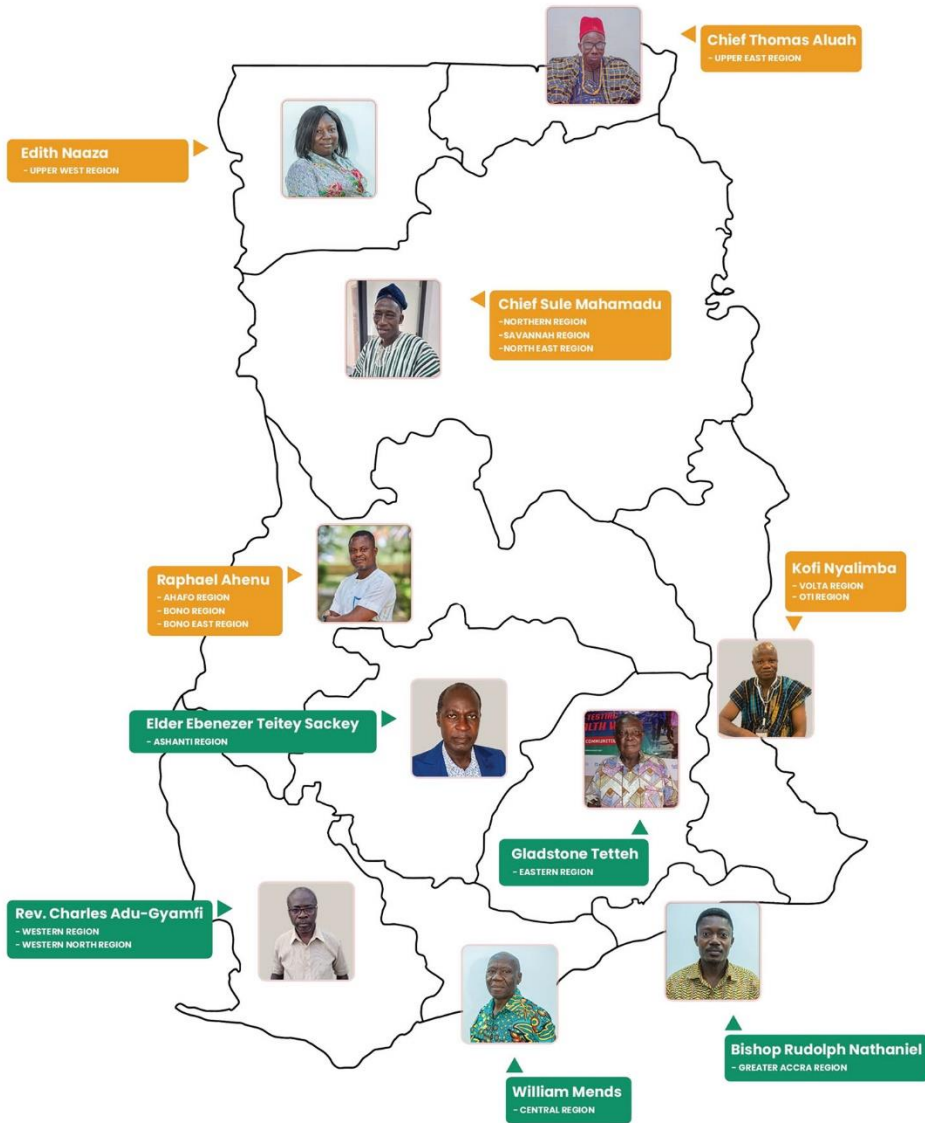 Chief Thomas Aluah
- UPPER EAST REGION
Edith Naaza
- UPPER WEST REGION
Chief Sule Mahamadu
-NORTHERN REGION
-SAVANNAH REGION
-NORTH EAST REGION
Raphael Ahenu
- AHAFO REGION
- BONO REGION
- BONO EAST REGION
Kofi Nyalimba
- VOLTA REGION
- OTI REGION
Elder Ebenezer Teitey Sackey
- ASHANTI REGION
TESTING
COMMUNITI
Gladstone Tetteh
- EASTERN REGION
Rev. Charles Adu-Gyamfi
- WESTERN REGION
- WESTERN NORTH REGION
Bishop Rudolph Nathaniel
- GREATER ACCRA REGION
William Mends
- CENTRAL REGION